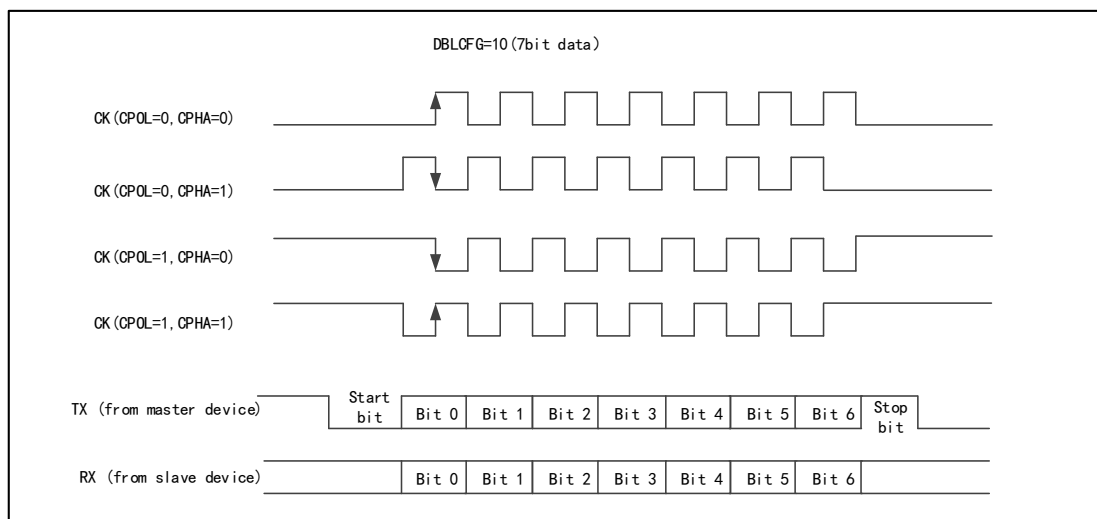 DBLCFG=10(7bit data)
CK(CPOL=0,CPHA=0)
CK(CPOL=0,CPHA=1)
CK(CPOL=1,CPHA=0)
CK(CPOL=1,CPHA=1)
TX (from master device)
Start
bit
Bit 0 Bit 1 Bit 2 Bit 3 Bit 4 Bit 5 Bit 6
Stop
bit
RX (from slave device)
Bit 0 Bit 1 Bit 2 Bit 3 Bit 4 Bit 5 Bit 6